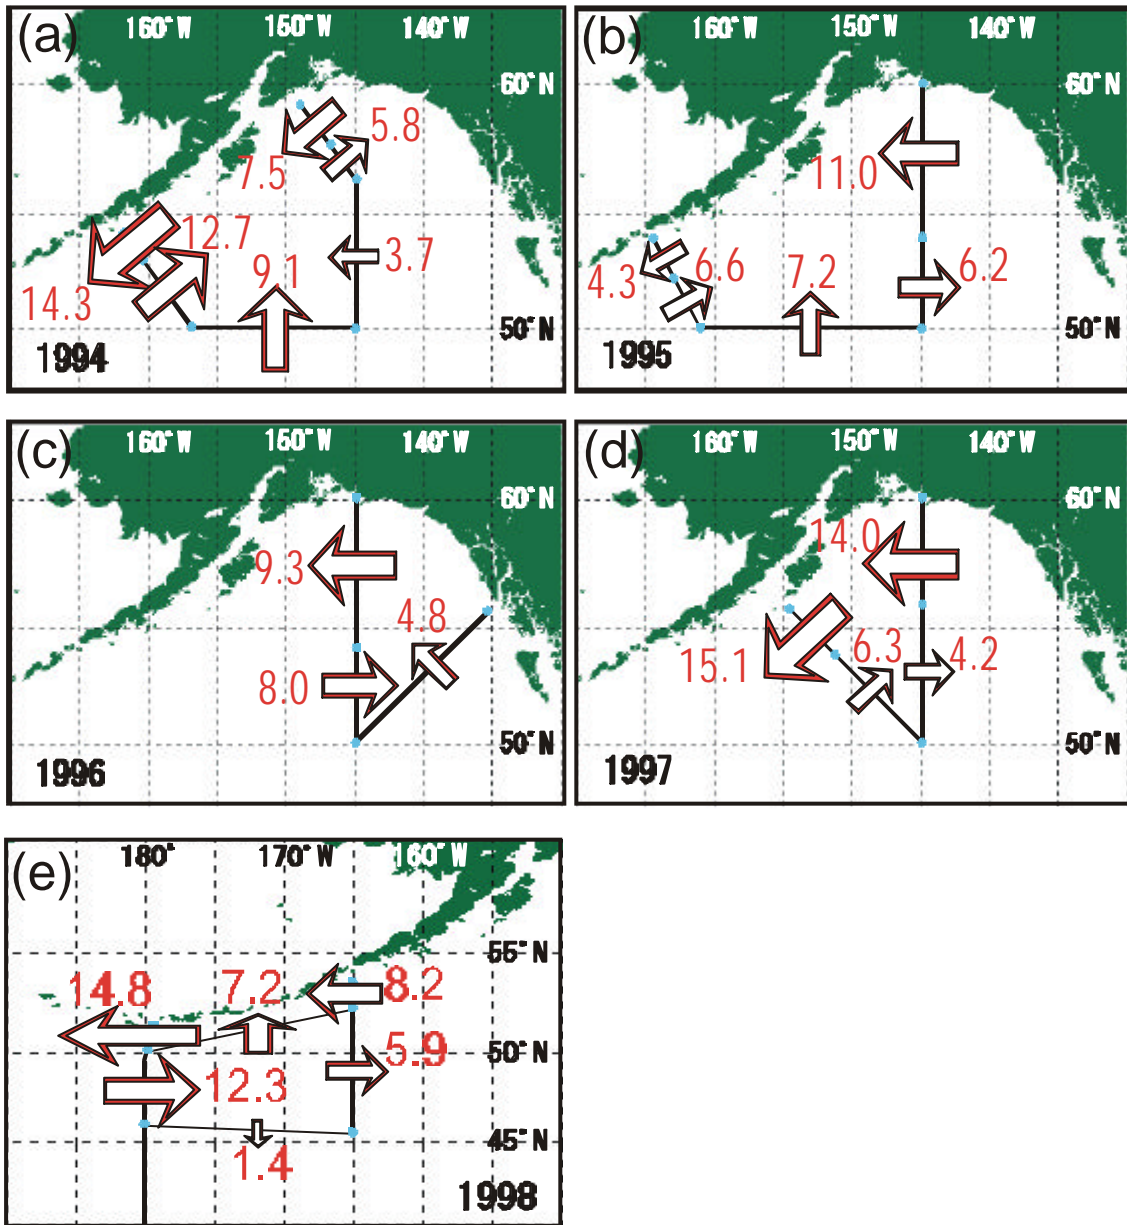 (a)
160° W
150° W
140° W
60° N
5.8
7.5
12.7
9.1
3.7
14.3
50° N
1994
(b)
160° W
150° W
140° W
60° N
11.0
4.3
6.6
7.2
6.2
50° N
1995
(c)
160° W
150° W
140° W
60° N
9.3
4.8
8.0
50° N
1996
(d)
160° W
150° W
140° W
60° N
14.0
15.1
6.3
4.2
50° N
1997
(e)
180°
170° W
160° W
55° N
14.8
7.2
8.2
50° N
5.9
12.3
45° N
1.4
1998